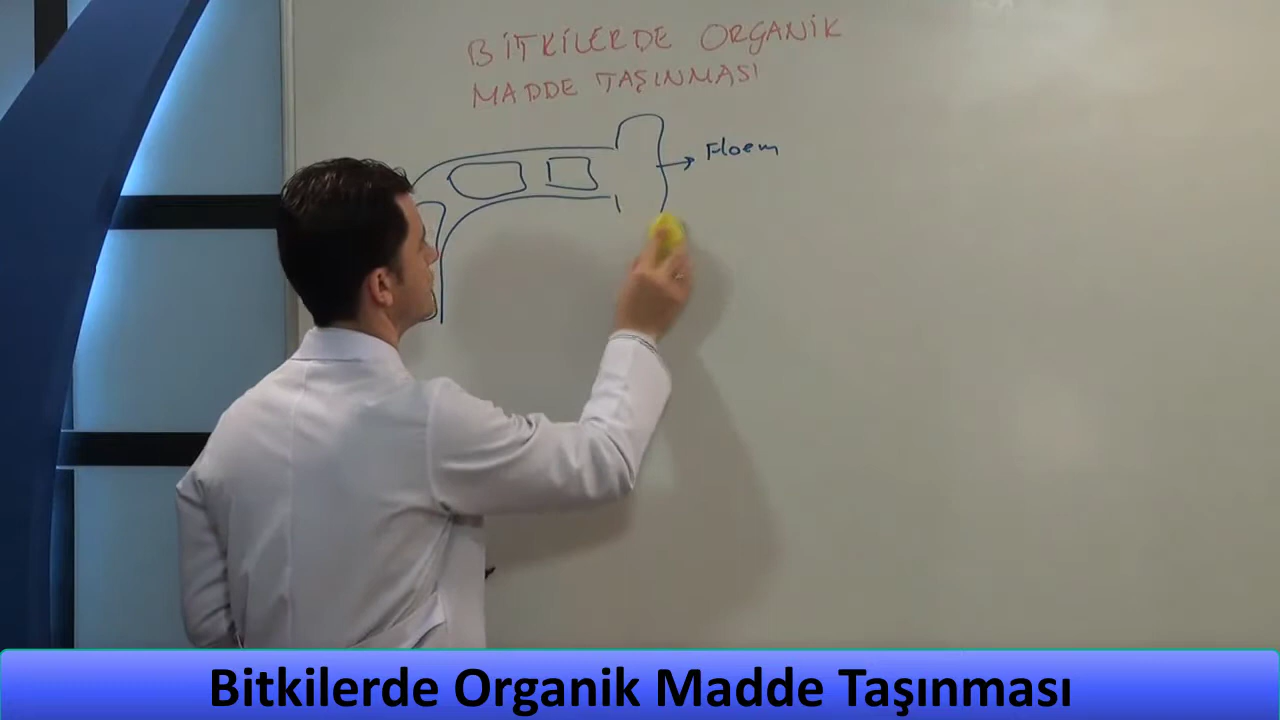 BİTKİLERDE ORGANİK
MADDE TAŞINMASI
Floem
Bitkilerde Organik Madde Taşınması